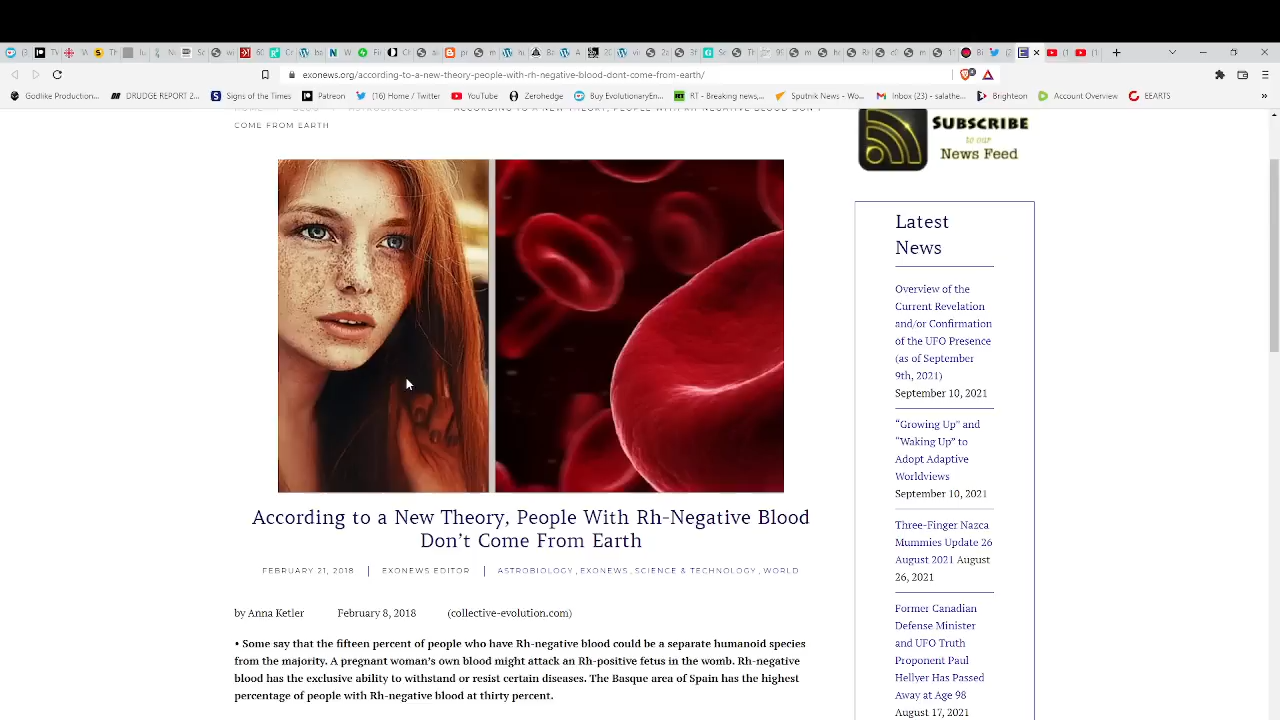 exonews.org/according-to-a-new-theory-people-with-rh-negative-blood-dont-come-from-earth/
Godlike Production...
DRUDGE REPORT 2...
Signs of the Times
Patreon
(16) Home / Twitter
YouTube
Zerohedge
Buy EvolutionaryEn...
RT - Breaking news,...
Sputnik News - Wo...
Inbox (23) - salathe...
Brighteon
Account Overview
EEARTS
COME FROM EARTH
SUBSCRIBE
to our
News Feed
According to a New Theory, People With Rh-Negative Blood
Don’t Come From Earth
FEBRUARY 21, 2018 | EXONEWS EDITOR | ASTROBIOLOGY, EXONEWS, SCIENCE & TECHNOLOGY, WORLD
by Anna Ketler February 8, 2018 (collective-evolution.com)
• Some say that the fifteen percent of people who have Rh-negative blood could be a separate humanoid species
from the majority. A pregnant woman’s own blood might attack an Rh-positive fetus in the womb. Rh-negative
blood has the exclusive ability to withstand or resist certain diseases. The Basque area of Spain has the highest
percentage of people with Rh-negative blood at thirty percent.
Latest
News
Overview of the
Current Revelation
and/or Confirmation
of the UFO Presence
(as of September
9th, 2021)
September 10, 2021
“Growing Up” and
“Waking Up” to
Adopt Adaptive
Worldviews
September 10, 2021
Three-Finger Nazca
Mummies Update 26
August 2021 August
26, 2021
Former Canadian
Defense Minister
and UFO Truth
Proponent Paul
Hellyer Has Passed
Away at Age 98
August 17, 2021